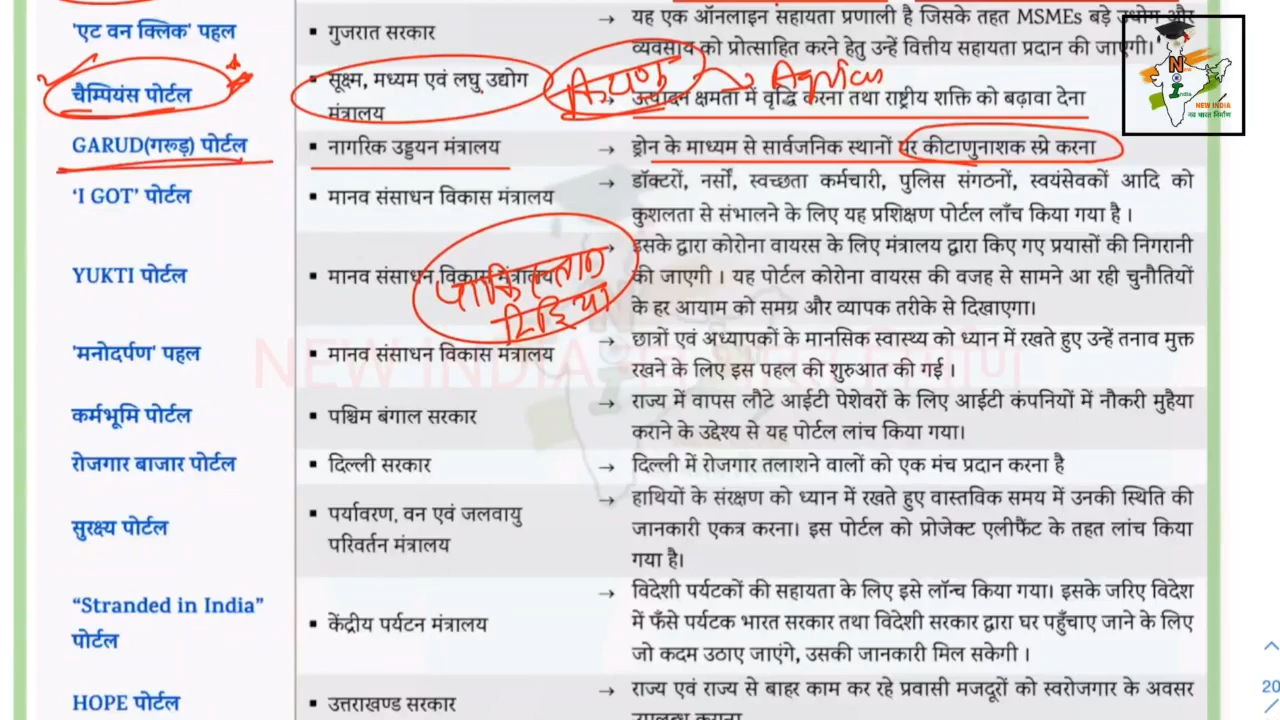 'एट वन क्लिक' पहल
▪ गुजरात सरकार
→ यह एक ऑनलाइन सहायता प्रणाली है जिसके तहत MSMEs बड़े उद्योग और
व्यवसाय को प्रोत्साहित करने हेतु उन्हें वित्तीय सहायता प्रदान की जाएगी।
चैम्पियंस पोर्टल
▪ सूक्ष्म, मध्यम एवं लघु उद्योग
मंत्रालय
→ उत्पादन क्षमता में वृद्धि करना तथा राष्ट्रीय शक्ति को बढ़ावा देना
GARUD(गरूड़) पोर्टल
▪ नागरिक उड्डयन मंत्रालय
→ ड्रोन के माध्यम से सार्वजनिक स्थानों पर कीटाणुनाशक स्प्रे करना
‘I GOT’ पोर्टल
▪ मानव संसाधन विकास मंत्रालय
→ डॉक्टरों, नर्सों, स्वच्छता कर्मचारी, पुलिस संगठनों, स्वयंसेवकों आदि को
कुशलता से संभालने के लिए यह प्रशिक्षण पोर्टल लाँच किया गया है ।
YUKTI पोर्टल
▪ मानव संसाधन विकास मंत्रालय
→ इसके द्वारा कोरोना वायरस के लिए मंत्रालय द्वारा किए गए प्रयासों की निगरानी
की जाएगी । यह पोर्टल कोरोना वायरस की वजह से सामने आ रही चुनौतियों
के हर आयाम को समग्र और व्यापक तरीके से दिखाएगा।
'मनोदर्पण' पहल
▪ मानव संसाधन विकास मंत्रालय
→ छात्रों एवं अध्यापकों के मानसिक स्वास्थ्य को ध्यान में रखते हुए उन्हें तनाव मुक्त
रखने के लिए इस पहल की शुरुआत की गई ।
कर्मभूमि पोर्टल
▪ पश्चिम बंगाल सरकार
→ राज्य में वापस लौटे आईटी पेशेवरों के लिए आईटी कंपनियों में नौकरी मुहैया
कराने के उद्देश्य से यह पोर्टल लांच किया गया।
रोजगार बाजार पोर्टल
▪ दिल्ली सरकार
→ दिल्ली में रोजगार तलाशने वालों को एक मंच प्रदान करना है
सुरक्ष्य पोर्टल
▪ पर्यावरण, वन एवं जलवायु
परिवर्तन मंत्रालय
→ हाथियों के संरक्षण को ध्यान में रखते हुए वास्तविक समय में उनकी स्थिति की
जानकारी एकत्र करना। इस पोर्टल को प्रोजेक्ट एलीफैंट के तहत लांच किया
गया है।
“Stranded in India”
पोर्टल
▪ केंद्रीय पर्यटन मंत्रालय
→ विदेशी पर्यटकों की सहायता के लिए इसे लॉन्च किया गया। इसके जरिए विदेश
में फँसे पर्यटक भारत सरकार तथा विदेशी सरकार द्वारा घर पहुँचाए जाने के लिए
जो कदम उठाए जाएंगे, उसकी जानकारी मिल सकेगी ।
HOPE पोर्टल
▪ उत्तराखण्ड सरकार
→ राज्य एवं राज्य से बाहर काम कर रहे प्रवासी मजदूरों को स्वरोजगार के अवसर
उपलब्ध कराना
पाकिस्तान
NEW INDIA
नव भारत निर्माण
20